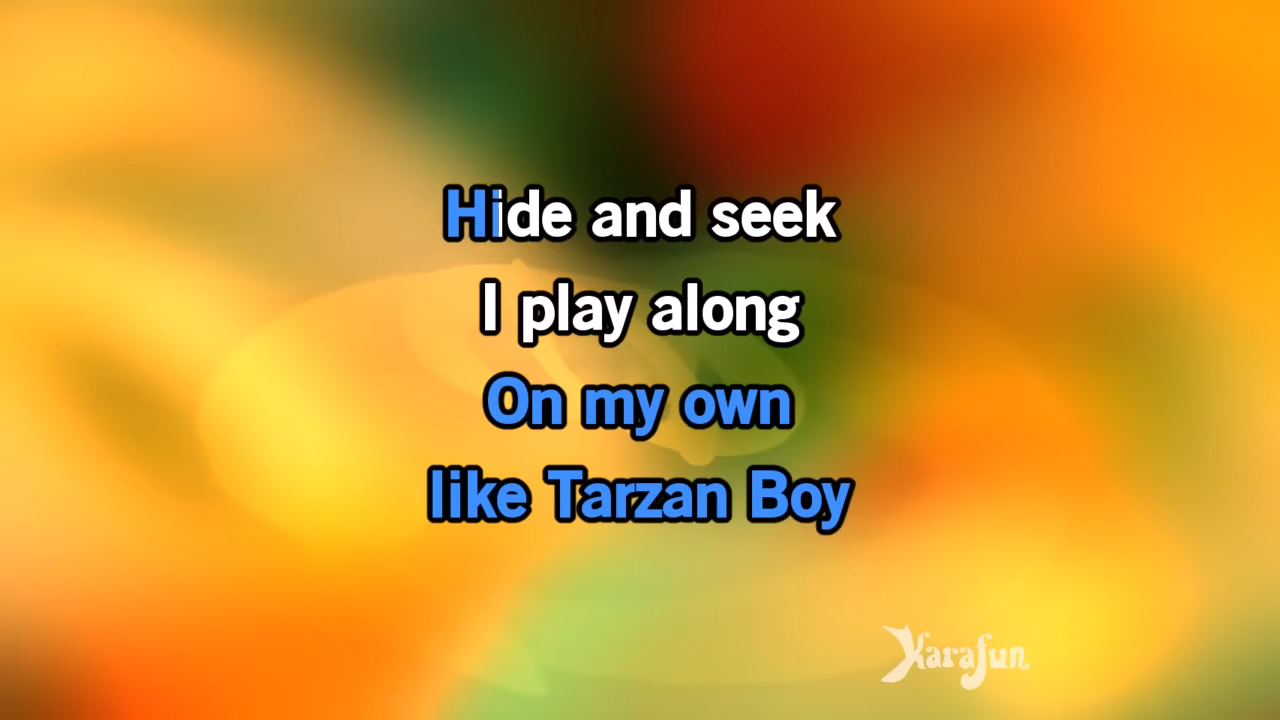 Hide and seek
I play along
On my own
like Tarzan Boy
Karafun